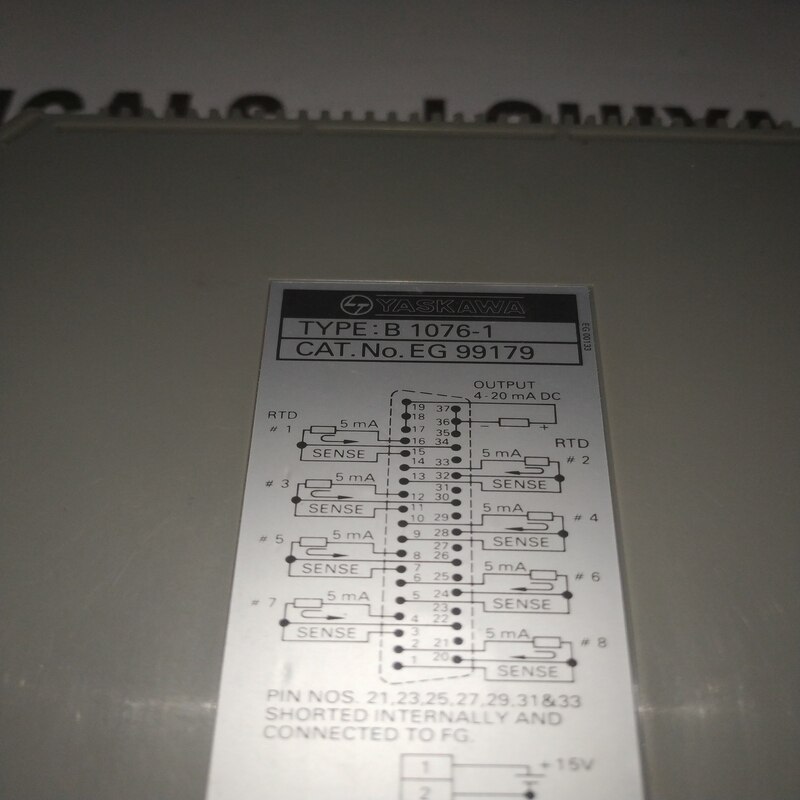 LT YASKAWA
TYPE: B 1076-1
CAT. No. EG 99179
EG 00133
OUTPUT
4-20 mA DC
19 37
18
36
17
35
16 34
15
14 33
13 32
31
12 30
11
10 29
9 28
27
8 26
7
6 25
5 24
23
4 22
3
2 21
1 20
- +
RTD
# 1
5 mA
SENSE
RTD
# 2
5 mA
SENSE
# 3
5 mA
SENSE
# 4
5 mA
SENSE
# 5
5 mA
SENSE
# 6
5 mA
SENSE
# 7
5 mA
SENSE
# 8
5 mA
SENSE
PIN NOS. 21,23,25,27,29,31&33
SHORTED INTERNALLY AND
CONNECTED TO FG.
1 +15V
2